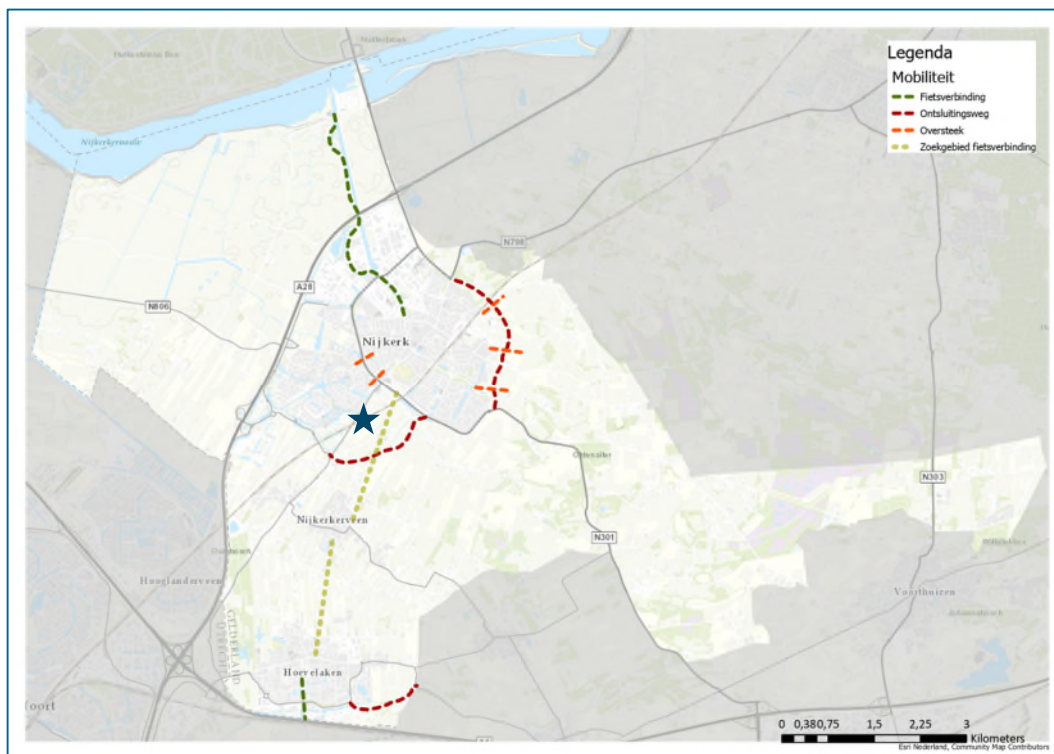 Legenda
Mobiliteit
Fietsverbinding
Ontsluitingsweg
Oversteek
Zoekgebied fietsverbinding
Nijkerkernauw
N798
A28
N806
Nijkerk
N303
Nijkerkerveen
N301
Hooglanderveen
Voorthuizen
GELDERLAND
UTRECHT
Hoevelaken
foort
0 0,380,75 1,5 2,25 3
Kilometers
Esri Nederland, Community Map Contributors